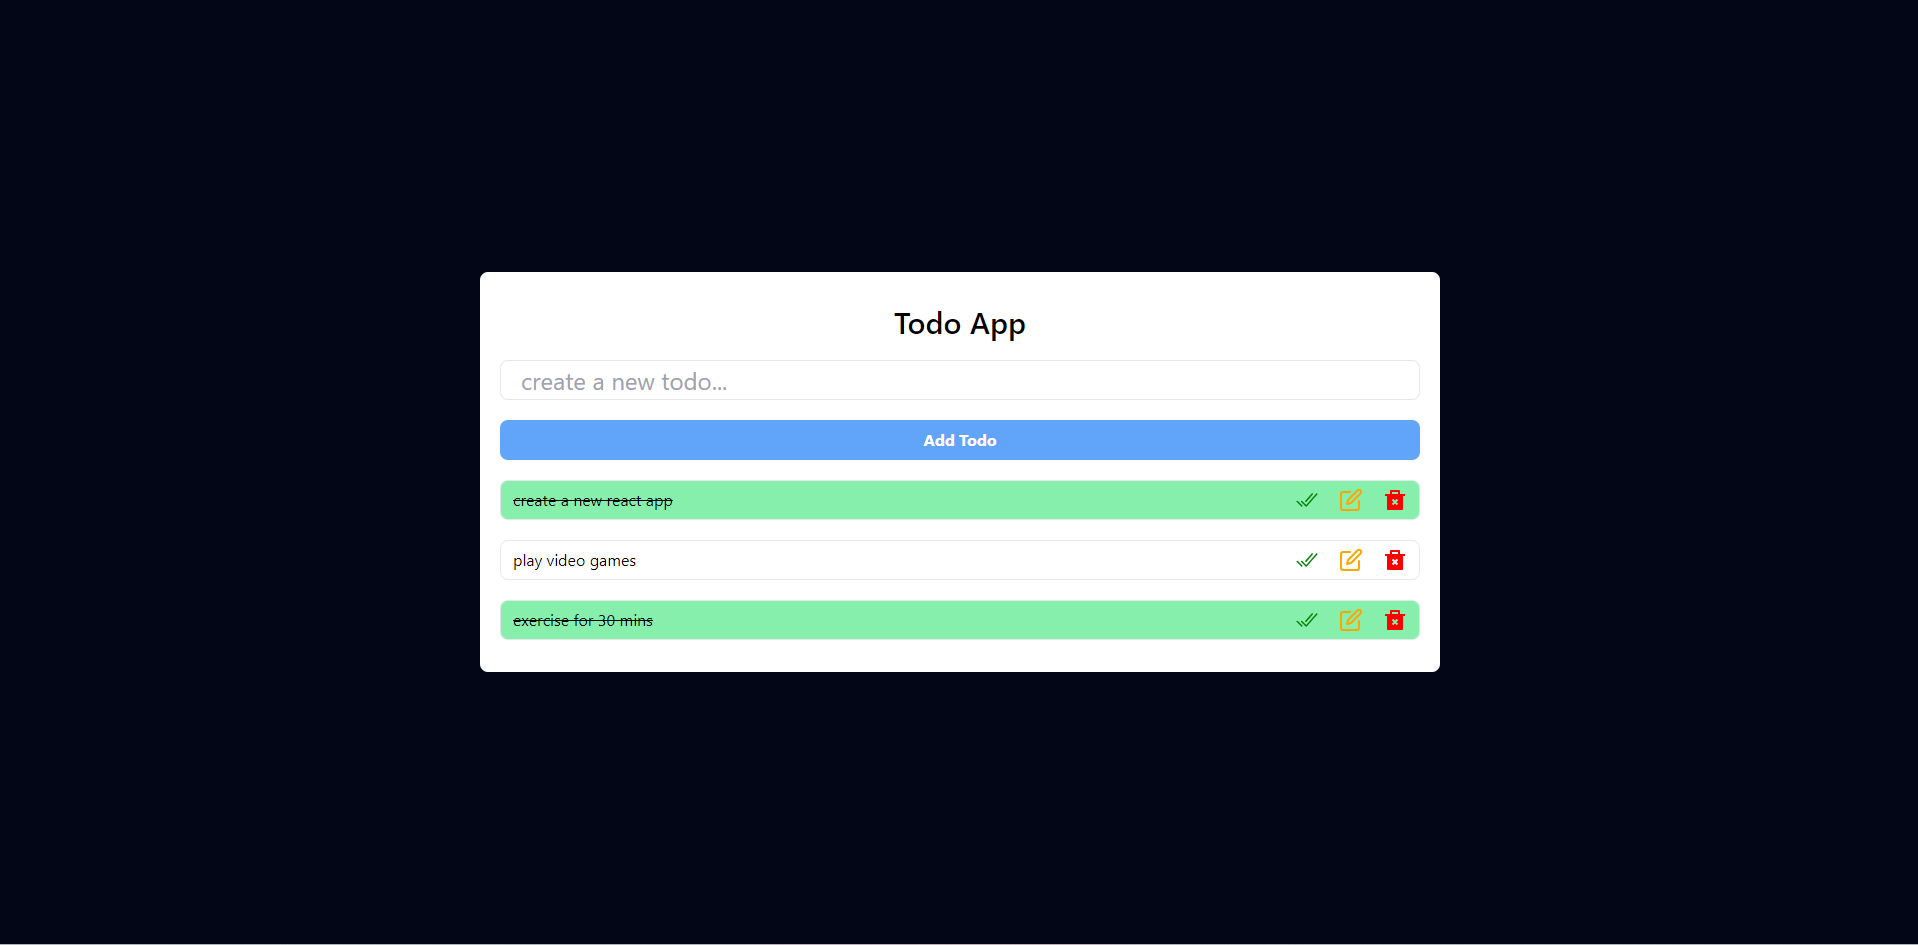 Todo App
create a new todo...
Add Todo
create a new react app
play video games
exercise for 30 mins